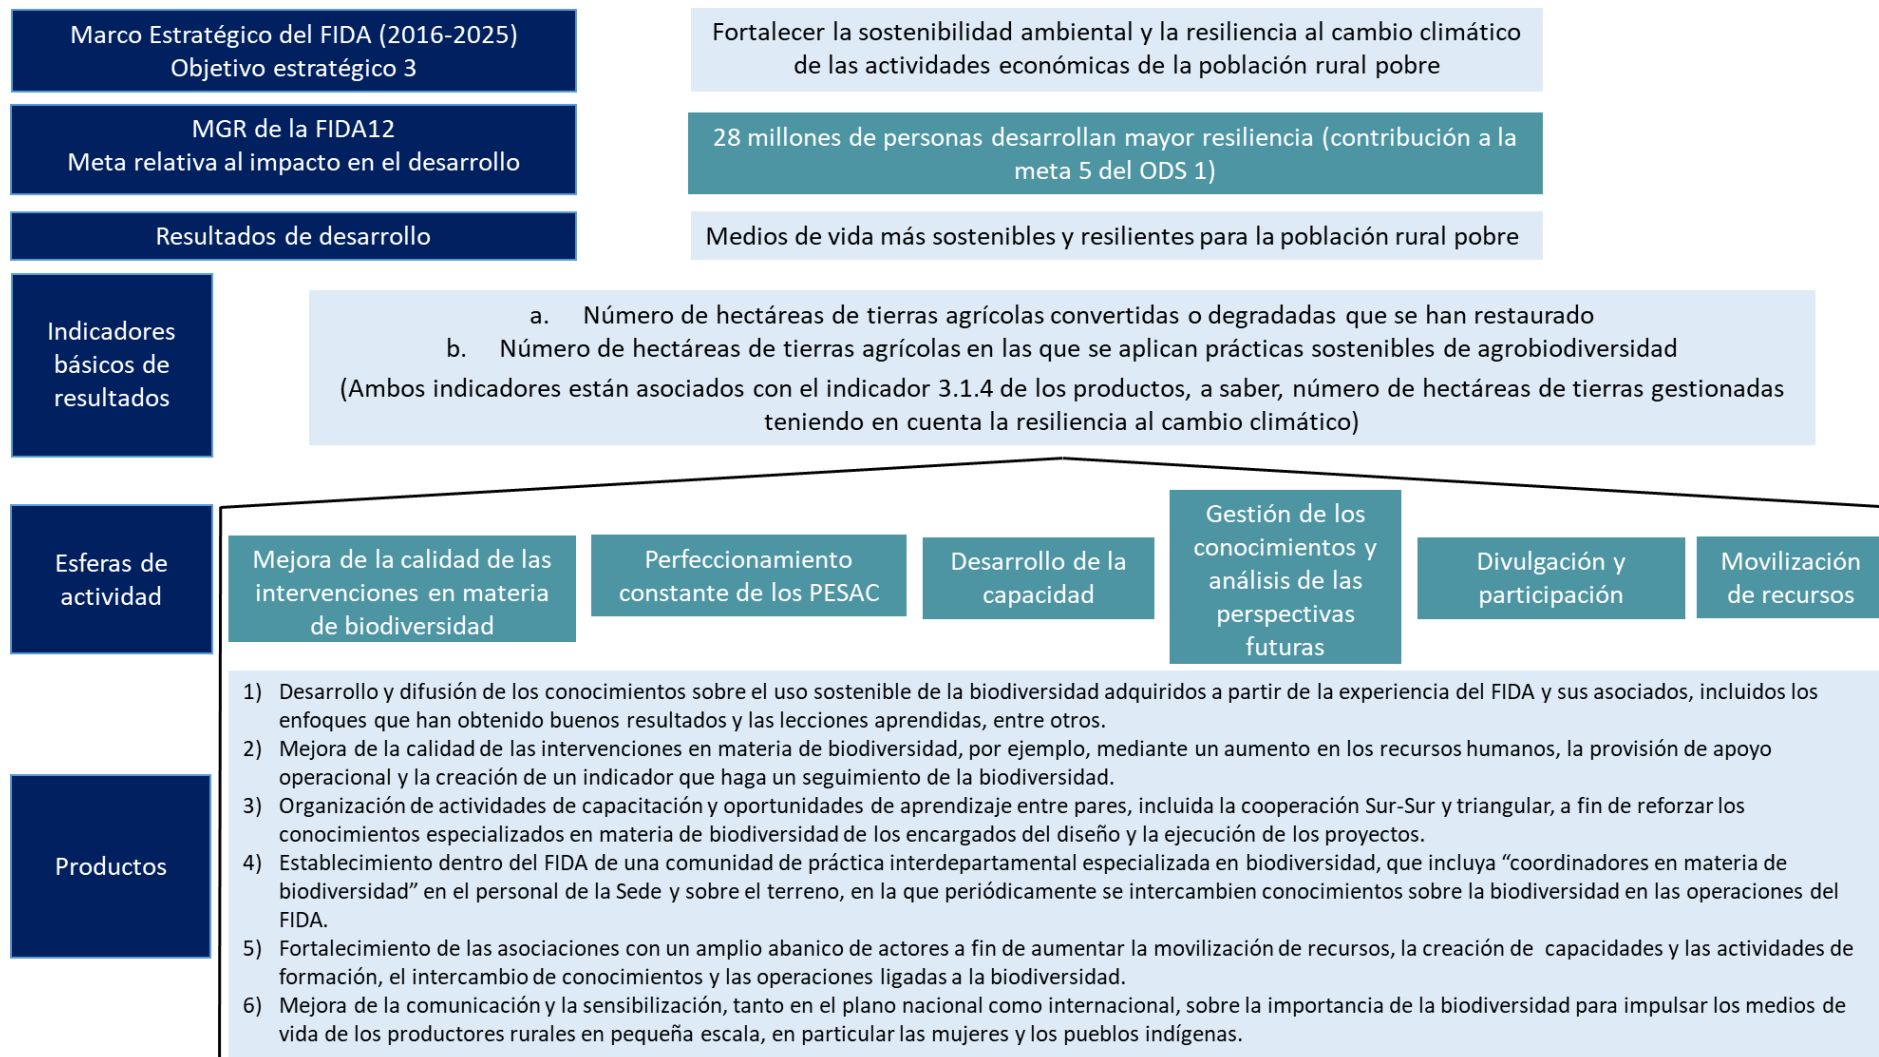 Marco Estratégico del FIDA (2016-2025)
Objetivo estratégico 3
Fortalecer la sostenibilidad ambiental y la resiliencia al cambio climático
de las actividades económicas de la población rural pobre
MGR de la FIDA12
Meta relativa al impacto en el desarrollo
28 millones de personas desarrollan mayor resiliencia (contribución a la
meta 5 del ODS 1)
Resultados de desarrollo
Medios de vida más sostenibles y resilientes para la población rural pobre
Indicadores
básicos de
resultados
a. Número de hectáreas de tierras agrícolas convertidas o degradadas que se han restaurado
b. Número de hectáreas de tierras agrícolas en las que se aplican prácticas sostenibles de agrobiodiversidad
(Ambos indicadores están asociados con el indicador 3.1.4 de los productos, a saber, número de hectáreas de tierras gestionadas
teniendo en cuenta la resiliencia al cambio climático)
Esferas de
actividad
Mejora de la calidad de las
intervenciones en materia
de biodiversidad
Perfeccionamiento
constante de los PESAC
Desarrollo de la
capacidad
Gestión de los
conocimientos y
análisis de las
perspectivas
futuras
Divulgación y
participación
Movilización
de recursos
Productos
1) Desarrollo y difusión de los conocimientos sobre el uso sostenible de la biodiversidad adquiridos a partir de la experiencia del FIDA y sus asociados, incluidos los
enfoques que han obtenido buenos resultados y las lecciones aprendidas, entre otros.
2) Mejora de la calidad de las intervenciones en materia de biodiversidad, por ejemplo, mediante un aumento en los recursos humanos, la provisión de apoyo
operacional y la creación de un indicador que haga un seguimiento de la biodiversidad.
3) Organización de actividades de capacitación y oportunidades de aprendizaje entre pares, incluida la cooperación Sur-Sur y triangular, a fin de reforzar los
conocimientos especializados en materia de biodiversidad de los encargados del diseño y la ejecución de los proyectos.
4) Establecimiento dentro del FIDA de una comunidad de práctica interdepartamental especializada en biodiversidad, que incluya “coordinadores en materia de
biodiversidad” en el personal de la Sede y sobre el terreno, en la que periódicamente se intercambien conocimientos sobre la biodiversidad en las operaciones del
FIDA.
5) Fortalecimiento de las asociaciones con un amplio abanico de actores a fin de aumentar la movilización de recursos, la creación de capacidades y las actividades de
formación, el intercambio de conocimientos y las operaciones ligadas a la biodiversidad.
6) Mejora de la comunicación y la sensibilización, tanto en el plano nacional como internacional, sobre la importancia de la biodiversidad para impulsar los medios de
vida de los productores rurales en pequeña escala, en particular las mujeres y los pueblos indígenas.